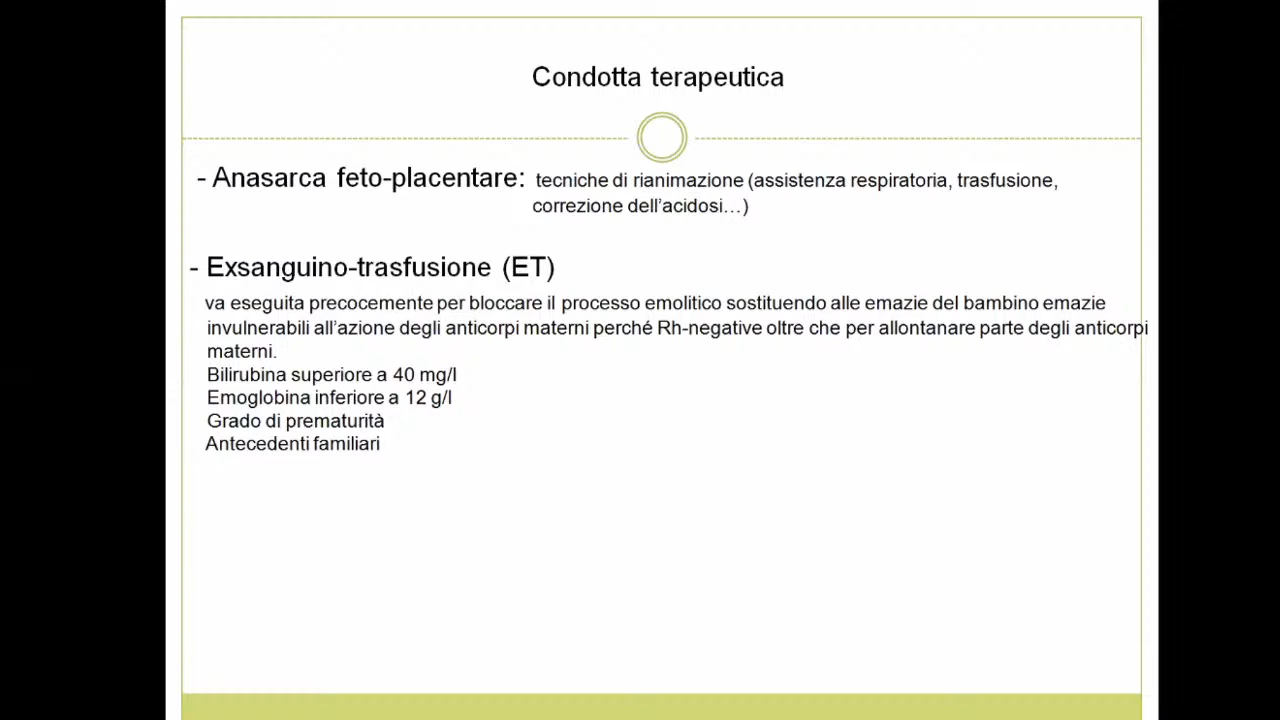 Condotta terapeutica
- Anasarca feto-placentare: tecniche di rianimazione (assistenza respiratoria, trasfusione,
correzione dell'acidosi…)
- Exsanguino-trasfusione (ET)
va eseguita precocemente per bloccare il processo emolitico sostituendo alle emazie del bambino emazie
invulnerabili all'azione degli anticorpi materni perché Rh-negative oltre che per allontanare parte degli anticorpi
materni.
Bilirubina superiore a 40 mg/l
Emoglobina inferiore a 12 g/l
Grado di prematurità
Antecedenti familiari